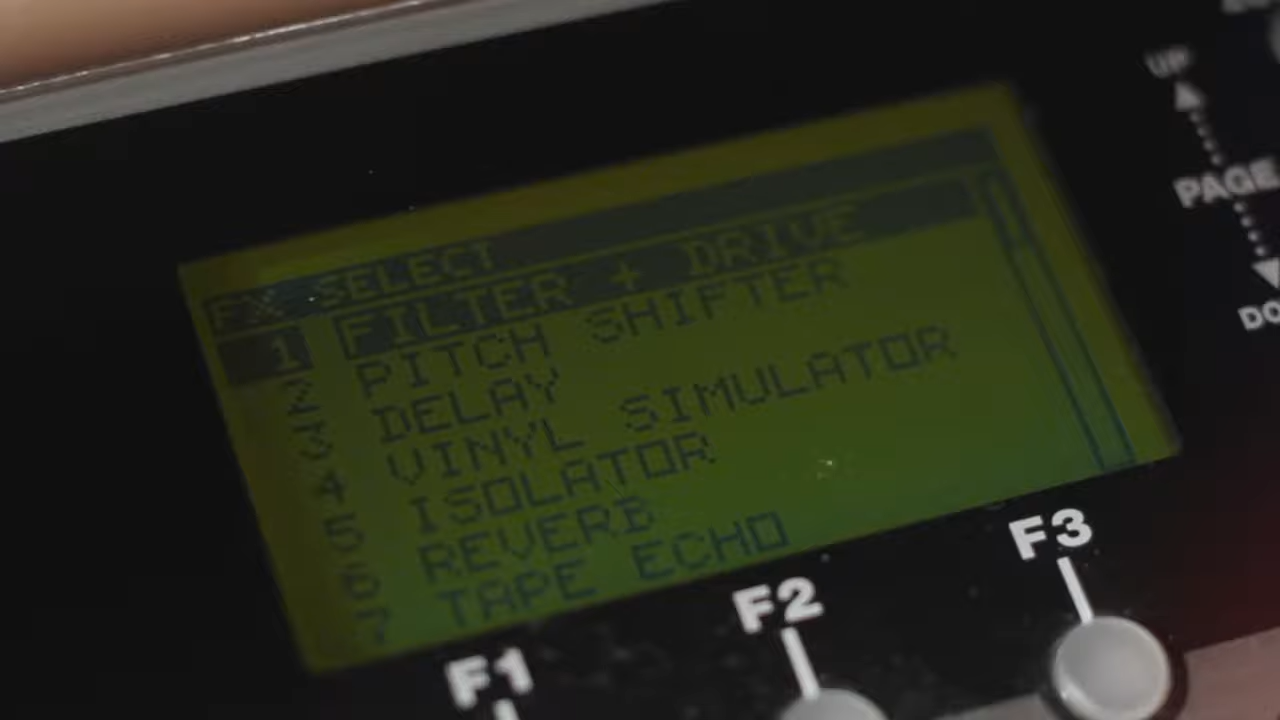 UP
PAGE
FX SELECT
1 FILTER + DRIVE
2 PITCH SHIFTER
3 DELAY
4 VINYL SIMULATOR
5 ISOLATOR
6 REVERB
7 TAPE ECHO
F1
F2
F3